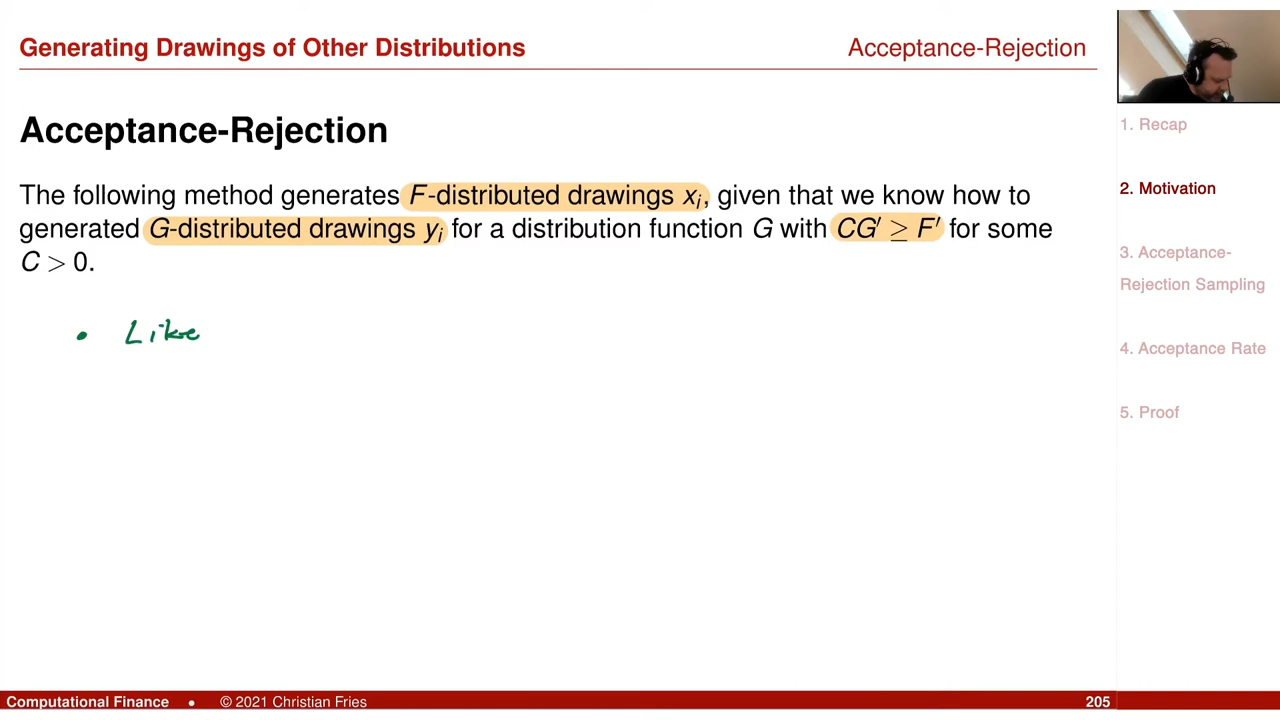 Generating Drawings of Other Distributions
Acceptance-Rejection
Acceptance-Rejection
The following method generates F-distributed drawings xᵢ, given that we know how to
generated G-distributed drawings yᵢ for a distribution function G with CG′ ≥ F′ for some
C > 0.
• Like
1. Recap
2. Motivation
3. Acceptance-
Rejection Sampling
4. Acceptance Rate
5. Proof
Computational Finance • © 2021 Christian Fries 205